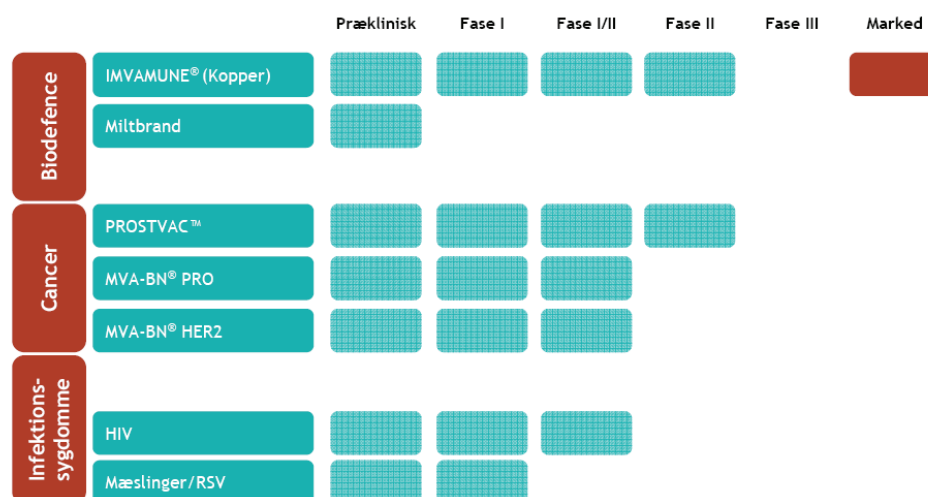 Præklinisk Fase I Fase I/II Fase II Fase III Marked
Biodefence
IMVAMUNE® (Kopper)
Miltbrand
Cancer
PROSTVAC™
MVA-BN® PRO
MVA-BN® HER2
Infektions-
sygdomme
HIV
Mæslinger/RSV